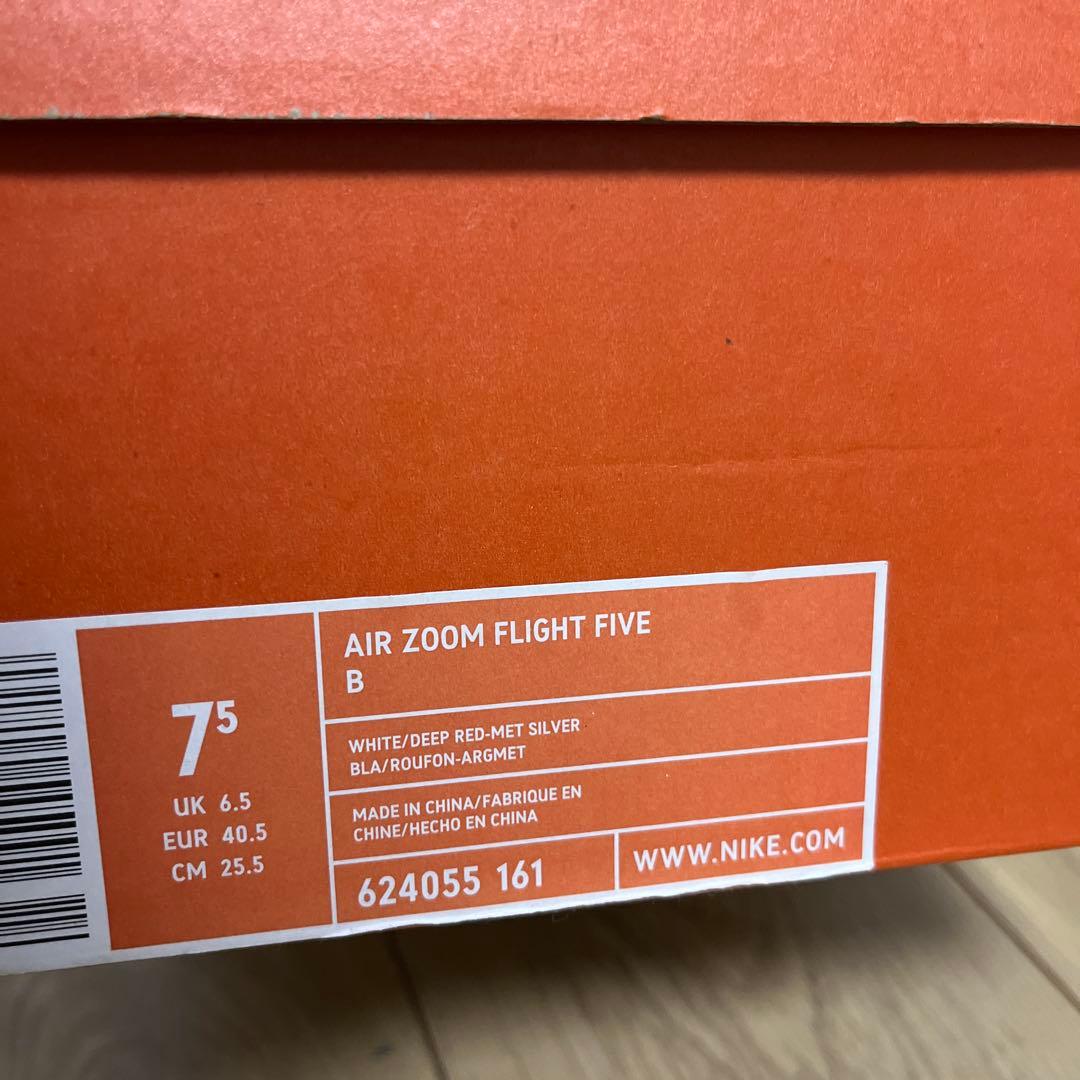 7⁵
UK 6.5
EUR 40.5
CM 25.5
AIR ZOOM FLIGHT FIVE
B
WHITE/DEEP RED-MET SILVER
BLA/ROUFON-ARGMET
MADE IN CHINA/FABRIQUE EN
CHINE/HECHO EN CHINA
624055 161
WWW.NIKE.COM